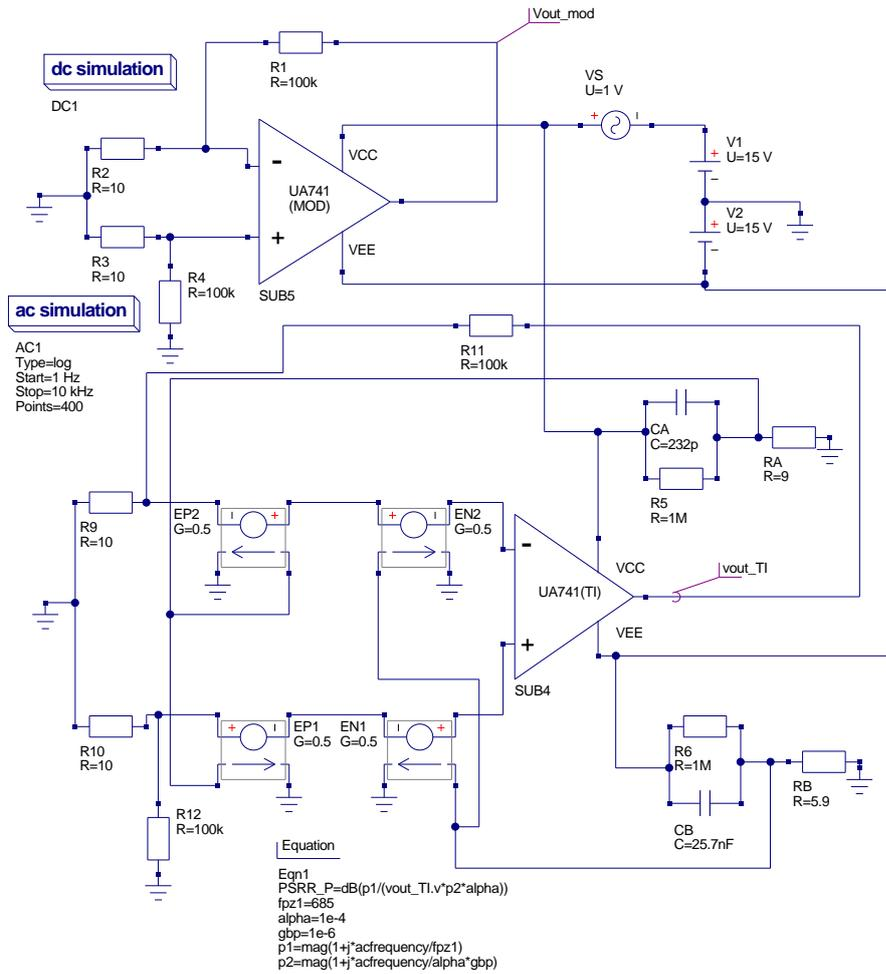 Vout_mod
dc simulation
DC1
R1
R=100k
VS
U=1 V
V1
U=15 V
V2
U=15 V
R2
R=10
R3
R=10
R4
R=100k
-
+
UA741
(MOD)
VCC
VEE
SUB5
ac simulation
AC1
Type=log
Start=1 Hz
Stop=10 kHz
Points=400
R11
R=100k
CA
C=232p
R5
R=1M
RA
R=9
R9
R=10
EP2
G=0.5
EN2
G=0.5
-
+
UA741(TI)
VCC
VEE
SUB4
vout_TI
R10
R=10
EP1
G=0.5
EN1
G=0.5
R12
R=100k
R6
R=1M
CB
C=25.7nF
RB
R=5.9
Equation
Eqn1
PSRR_P=dB(p1/(vout_TI.v*p2*alpha))
fpz1=685
alpha=1e-4
gbp=1e-6
p1=mag(1+j*acfrequency/fpz1)
p2=mag(1+j*acfrequency/alpha*gbp)